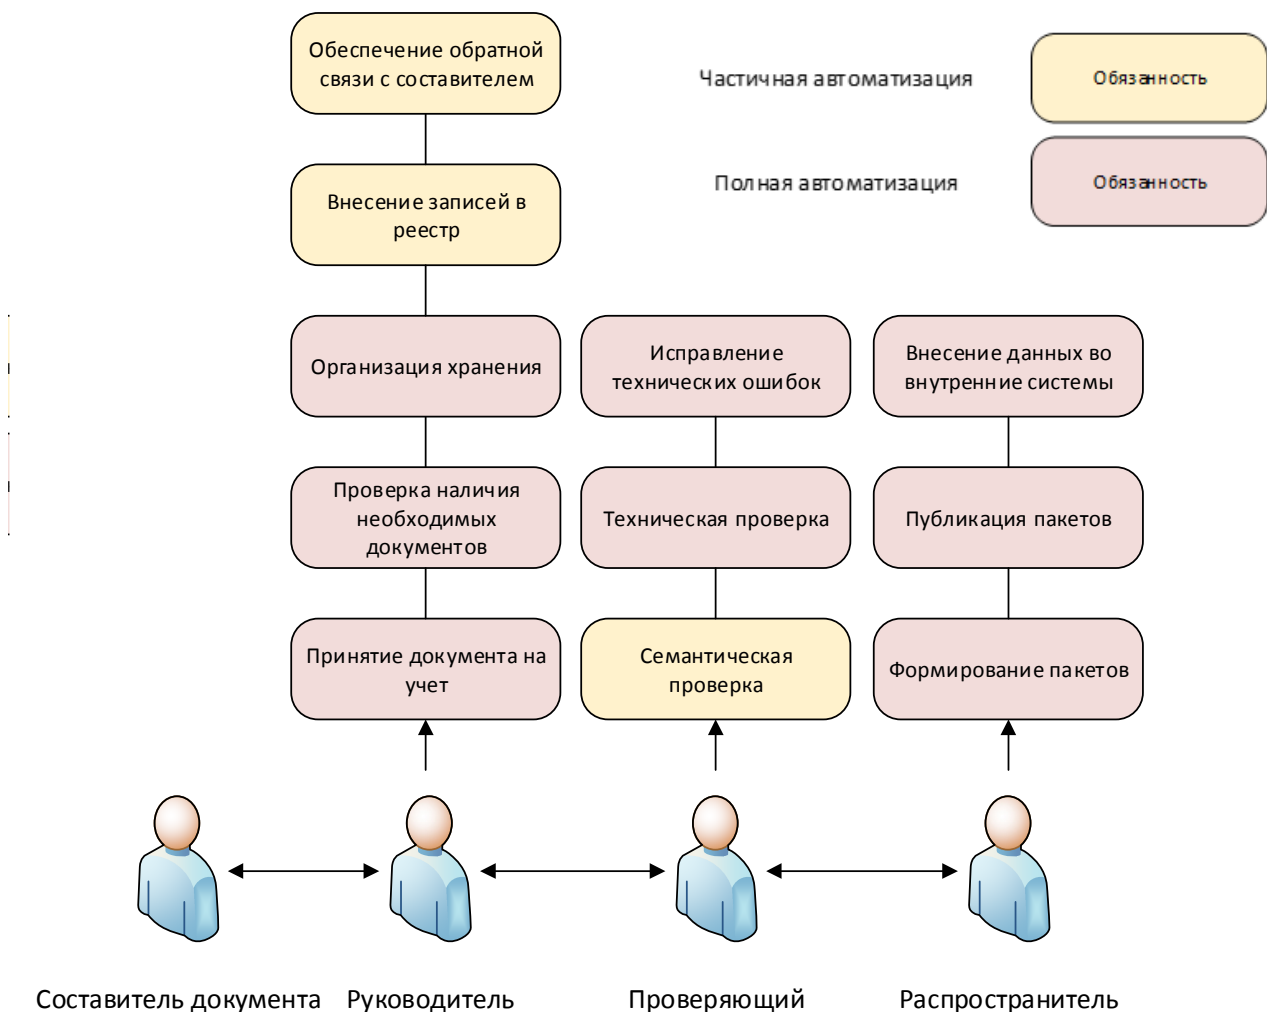 Обеспечение обратной
связи с составителем
Частичная автоматизация
Обязанность
Внесение записей в
реестр
Полная автоматизация
Обязанность
Организация хранения
Исправление
технических ошибок
Внесение данных во
внутренние системы
Проверка наличия
необходимых
документов
Техническая проверка
Публикация пакетов
Принятие документа на
учет
Семантическая
проверка
Формирование пакетов
Составитель документа
Руководитель
Проверяющий
Распространитель